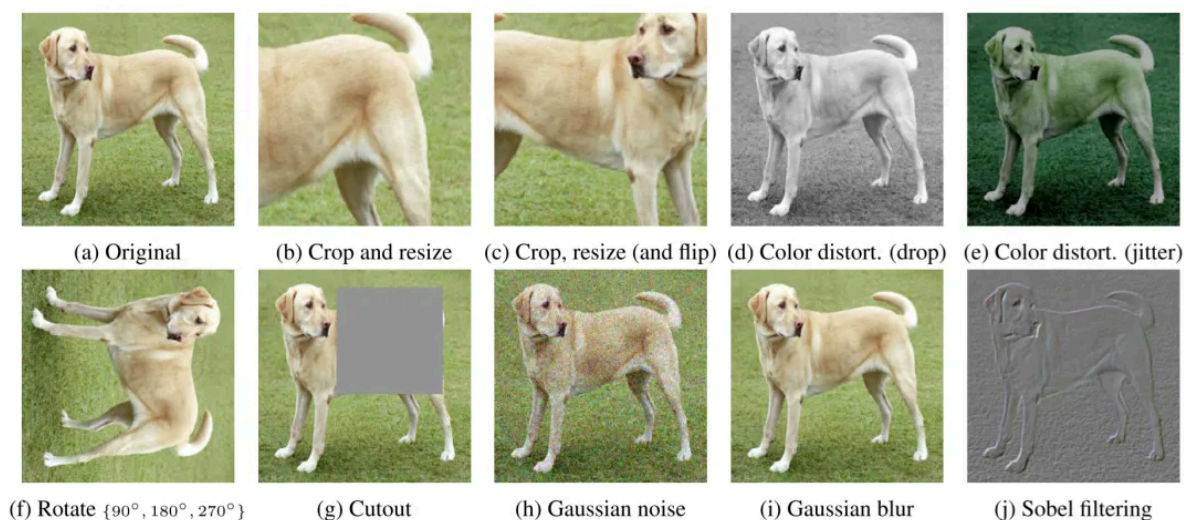 (a) Original
(b) Crop and resize
(c) Crop, resize (and flip)
(d) Color distort. (drop)
(e) Color distort. (jitter)
(f) Rotate {90°, 180°, 270°}
(g) Cutout
(h) Gaussian noise
(i) Gaussian blur
(j) Sobel filtering